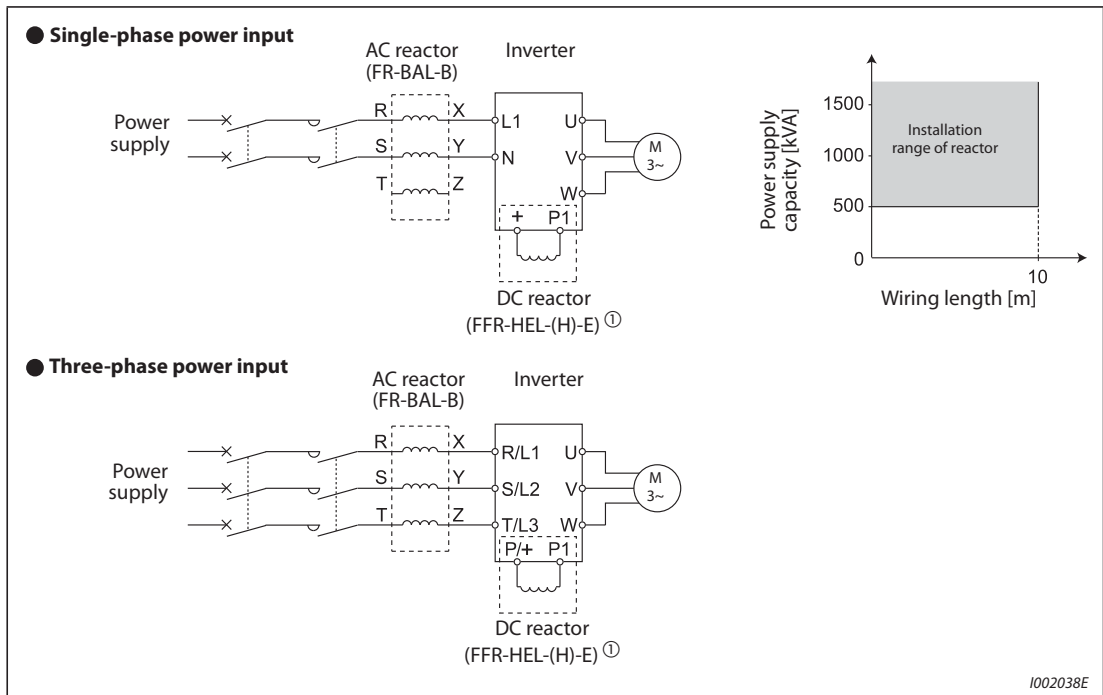 ● Single-phase power input
AC reactor
(FR-BAL-B)
Inverter
Power
supply
R X
S Y
T Z
L1
N
U
V
W
M
3~
+ P1
DC reactor
(FFR-HEL-(H)-E) ①
Power supply
capacity [kVA]
1500
1000
500
0
Installation
range of reactor
10
Wiring length [m]
● Three-phase power input
AC reactor
(FR-BAL-B)
Inverter
Power
supply
R X
S Y
T Z
R/L1 U
S/L2 V
T/L3 W
M
3~
P/+ P1
DC reactor
(FFR-HEL-(H)-E) ①
I002038E